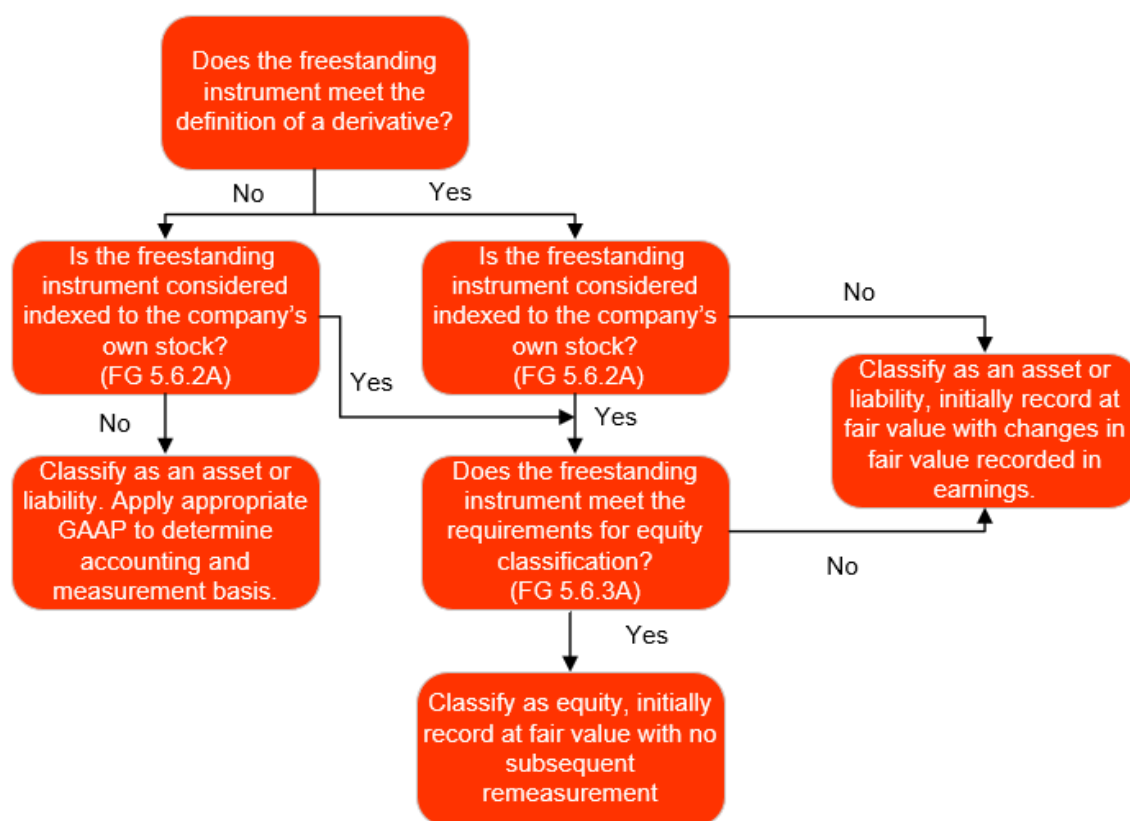 Does the freestanding
instrument meet the
definition of a derivative?
No
Yes
Is the freestanding
instrument considered
indexed to the company's
own stock?
(FG 5.6.2A)
Is the freestanding
instrument considered
indexed to the company's
own stock?
(FG 5.6.2A)
No
Yes
Classify as an asset or
liability, initially record at
fair value with changes in
fair value recorded in
earnings.
No
Yes
Classify as an asset or
liability. Apply appropriate
GAAP to determine
accounting and
measurement basis.
Does the freestanding
instrument meet the
requirements for equity
classification?
(FG 5.6.3A)
No
Yes
Classify as equity, initially
record at fair value with no
subsequent
remeasurement